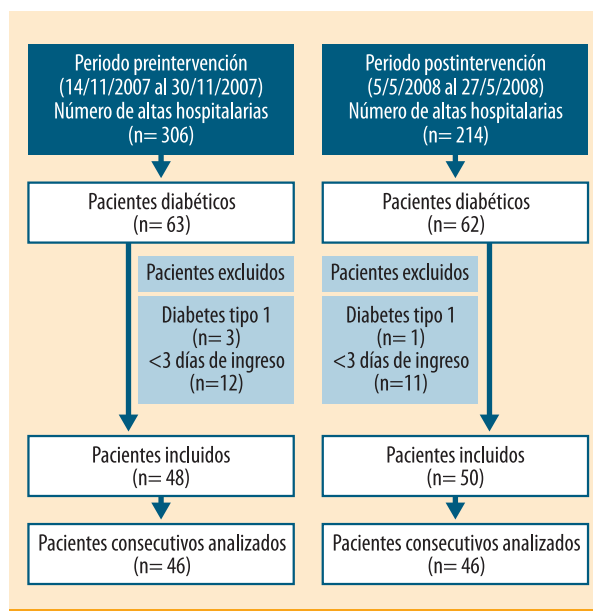 Periodo preintervención
(14/11/2007 al 30/11/2007)
Número de altas hospitalarias
(n= 306)
Pacientes diabéticos
(n= 63)
Pacientes excluidos
Diabetes tipo 1
(n= 3)
<3 días de ingreso
(n=12)
Pacientes incluidos
(n= 48)
Pacientes consecutivos analizados
(n= 46)
Periodo postintervención
(5/5/2008 al 27/5/2008)
Número de altas hospitalarias
(n= 214)
Pacientes diabéticos
(n= 62)
Pacientes excluidos
Diabetes tipo 1
(n= 1)
<3 días de ingreso
(n=11)
Pacientes incluidos
(n= 50)
Pacientes consecutivos analizados
(n= 46)